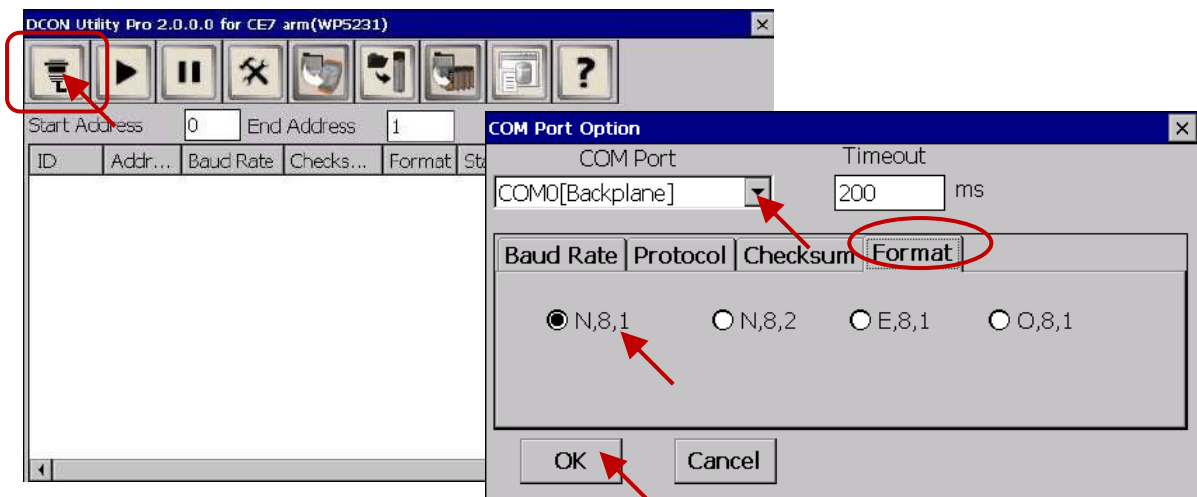 DCON Utility Pro 2.0.0.0 for CE7 arm(WP5231)
?
Start Address 0 End Address 1
ID Addr... Baud Rate Checks... Format Sta
COM Port Option
COM Port Timeout
COM0[Backplane] 200 ms
Baud Rate Protocol Checksum Format
N,8,1 N,8,2 E,8,1 O,8,1
OK Cancel